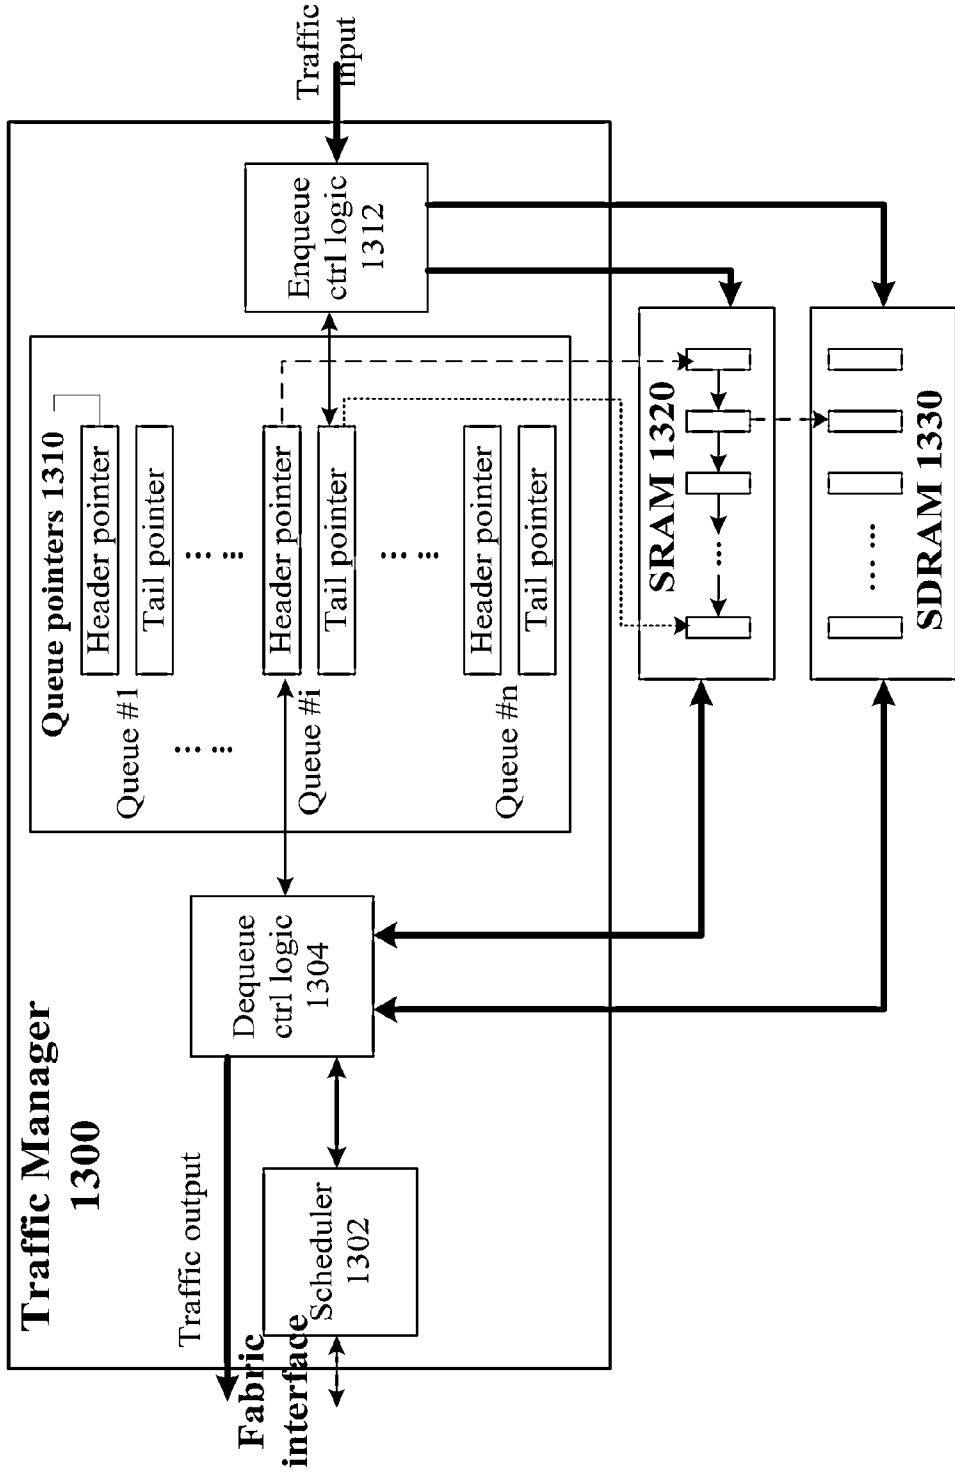 Traffic Manager
1300
Traffic output
Fabric
interface
Scheduler
1302
Dequeue
ctrl logic
1304
Queue pointers 1310
Queue #1
Header pointer
Tail pointer
... ...
... ...
Queue #i
Header pointer
Tail pointer
... ...
Queue #n
Header pointer
Tail pointer
Enqueue
ctrl logic
1312
Traffic
input
SRAM 1320
...
SDRAM 1330
... ...